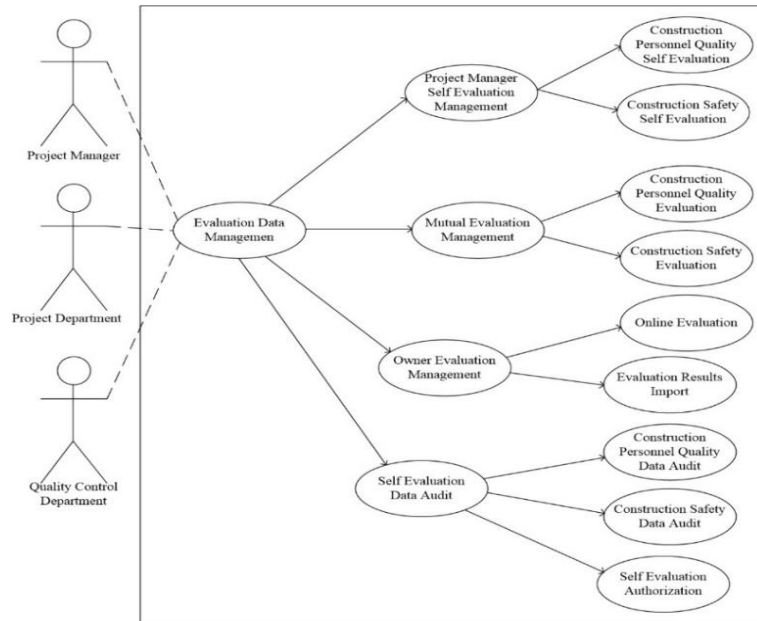 Project Manager
Project Department
Quality Control
Department
Evaluation Data
Managemen
Project Manager
Self Evaluation
Management
Construction
Personnel Quality
Self Evaluation
Construction Safety
Self Evaluation
Mutual Evaluation
Management
Construction
Personnel Quality
Evaluation
Construction Safety
Evaluation
Owner Evaluation
Management
Online Evaluation
Evaluation Results
Import
Self Evaluation
Data Audit
Construction
Personnel Quality
Data Audit
Construction Safety
Data Audit
Self Evaluation
Authorization